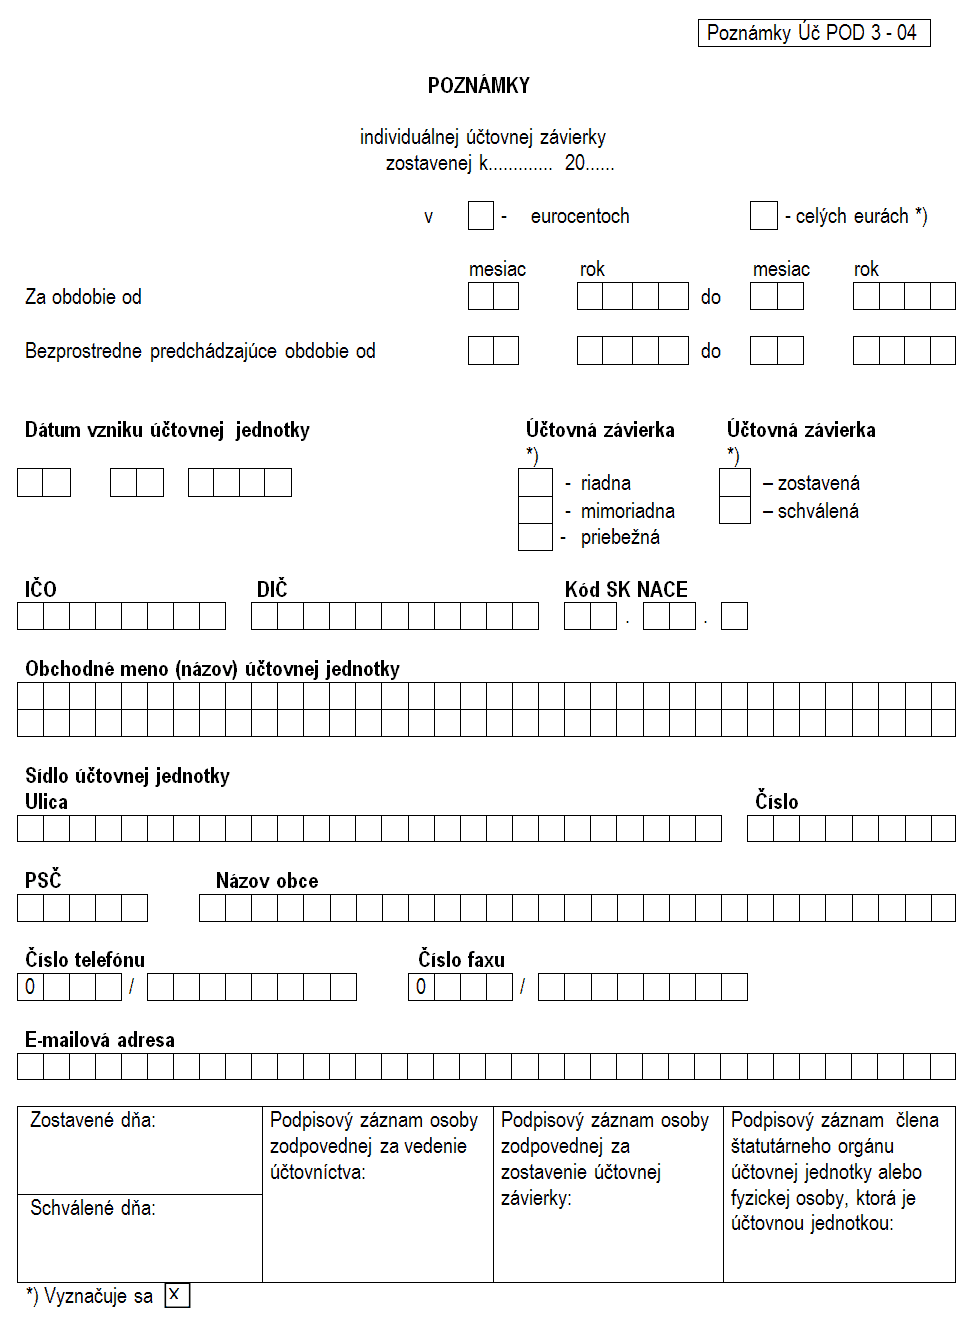 Poznámky Úč POD 3 - 04
POZNÁMKY
individuálnej účtovnej závierky
zostavenej k............. 20......
v - eurocentoch - celých eurách *)
mesiac rok mesiac rok
Za obdobie od do
Bezprostredne predchádzajúce obdobie od do
Dátum vzniku účtovnej jednotky Účtovná závierka Účtovná závierka
*) *)
- riadna – zostavená
- mimoriadna – schválená
- priebežná
IČO DIČ Kód SK NACE
. .
Obchodné meno (názov) účtovnej jednotky
Sídlo účtovnej jednotky
Ulica Číslo
PSČ Názov obce
Číslo telefónu Číslo faxu
0 / 0 /
E-mailová adresa
Zostavené dňa:
Schválené dňa:
Podpisový záznam osoby
zodpovednej za vedenie
účtovníctva:
Podpisový záznam osoby
zodpovednej za
zostavenie účtovnej
závierky:
Podpisový záznam člena
štatutárneho orgánu
účtovnej jednotky alebo
fyzickej osoby, ktorá je
účtovnou jednotkou:
*) Vyznačuje sa x